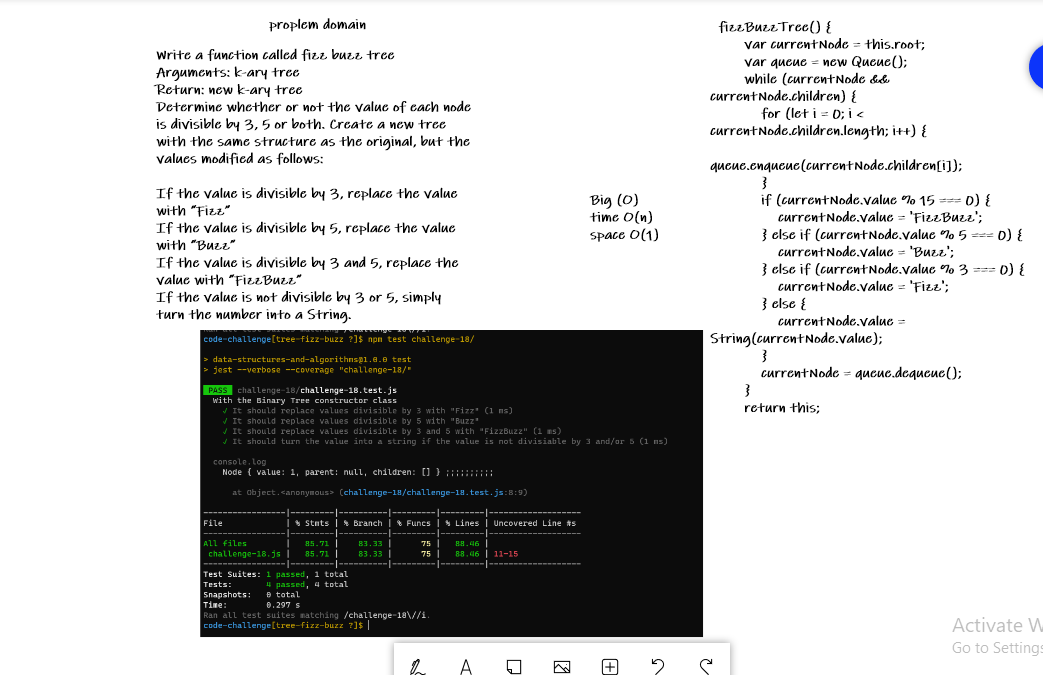 proplem domain
Write a function called fizz buzz tree
Arguments: k-ary tree
Return: new k-ary tree
Determine whether or not the value of each node
is divisible by 3, 5 or both. Create a new tree
with the same structure as the original, but the
values modified as follows:
If the value is divisible by 3, replace the value
with "Fizz"
If the value is divisible by 5, replace the value
with "Buzz"
If the value is divisible by 3 and 5, replace the
value with "FizzBuzz"
If the value is not divisible by 3 or 5, simply
turn the number into a String.
Big (O)
time O(n)
space O(1)
fizzBuzzTree() {
var currentNode = this.root;
var queue = new Queue();
while (currentNode &&
currentNode.children) {
for (let i = 0; i <
currentNode.children.length; i++) {
queue.enqueue(currentNode.children[i]);
}
if (currentNode.value % 15 === 0) {
currentNode.value = 'FizzBuzz';
} else if (currentNode.value % 5 === 0) {
currentNode.value = 'Buzz';
} else if (currentNode.value % 3 === 0) {
currentNode.value = 'Fizz';
} else {
currentNode.value =
String(currentNode.value);
}
currentNode = queue.dequeue();
}
return this;
code-challenge[tree-fizz-buzz ?]$ npm test challenge-18/
> data-structures-and-algorithms@1.0.0 test
> jest --verbose --coverage "challenge-18/"
PASS challenge-18/challenge-18.test.js
With the Binary Tree constructor class
√ It should replace values divisible by 3 with "Fizz" (1 ms)
√ It should replace values divisible by 5 with "Buzz"
√ It should replace values divisible by 3 and 5 with "FizzBuzz" (1 ms)
√ It should turn the value into a string if the value is not divisiable by 3 and/or 5 (1 ms)
console.log
Node { value: 1, parent: null, children: [] } ;;;;;;;;;;
at Object.<anonymous> (challenge-18/challenge-18.test.js:8:9)
File | % Stmts | % Branch | % Funcs | % Lines | Uncovered Line #s
All files | 85.71 | 83.33 | 75 | 88.46 |
challenge-18.js | 85.71 | 83.33 | 75 | 88.46 | 11-15
Test Suites: 1 passed, 1 total
Tests: 4 passed, 4 total
Snapshots: 0 total
Time: 0.297 s
Ran all test suites matching /challenge-18\//i.
code-challenge[tree-fizz-buzz ?]$
Activate W
Go to Settings